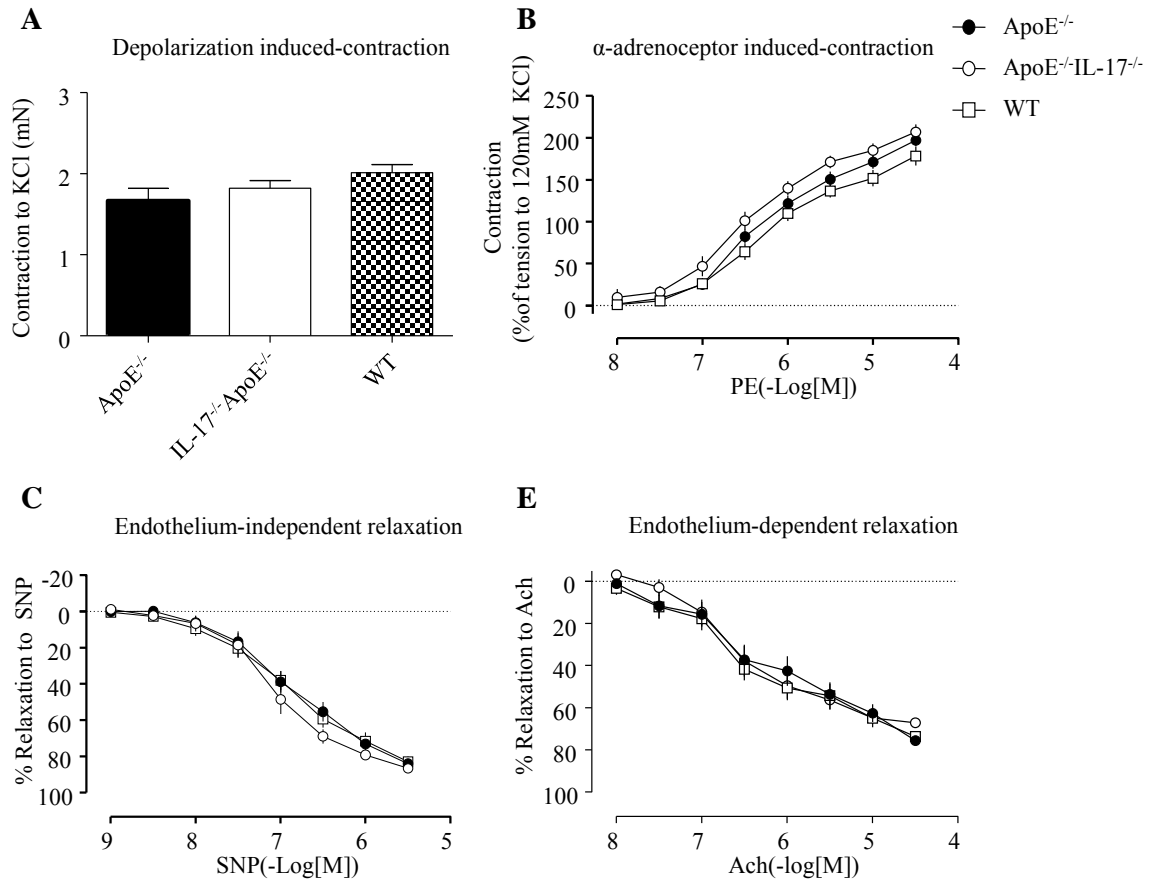 A
Depolarization induced-contraction
Contraction to KCl (mN)
3
2
1
0
ApoE-/-
IL-17-/-ApoE-/-
WT
B
α-adrenoceptor induced-contraction
Contraction
(%of tension to 120mM KCl)
250
200
150
100
50
0
8
7
6
5
4
PE(-Log[M])
ApoE-/-
ApoE-/-IL-17-/-
WT
C
Endothelium-independent relaxation
% Relaxation to SNP
-20
0
20
40
60
80
100
9
8
7
6
5
SNP(-Log[M])
E
Endothelium-dependent relaxation
% Relaxation to Ach
0
20
40
60
80
100
8
7
6
5
4
Ach(-log[M])